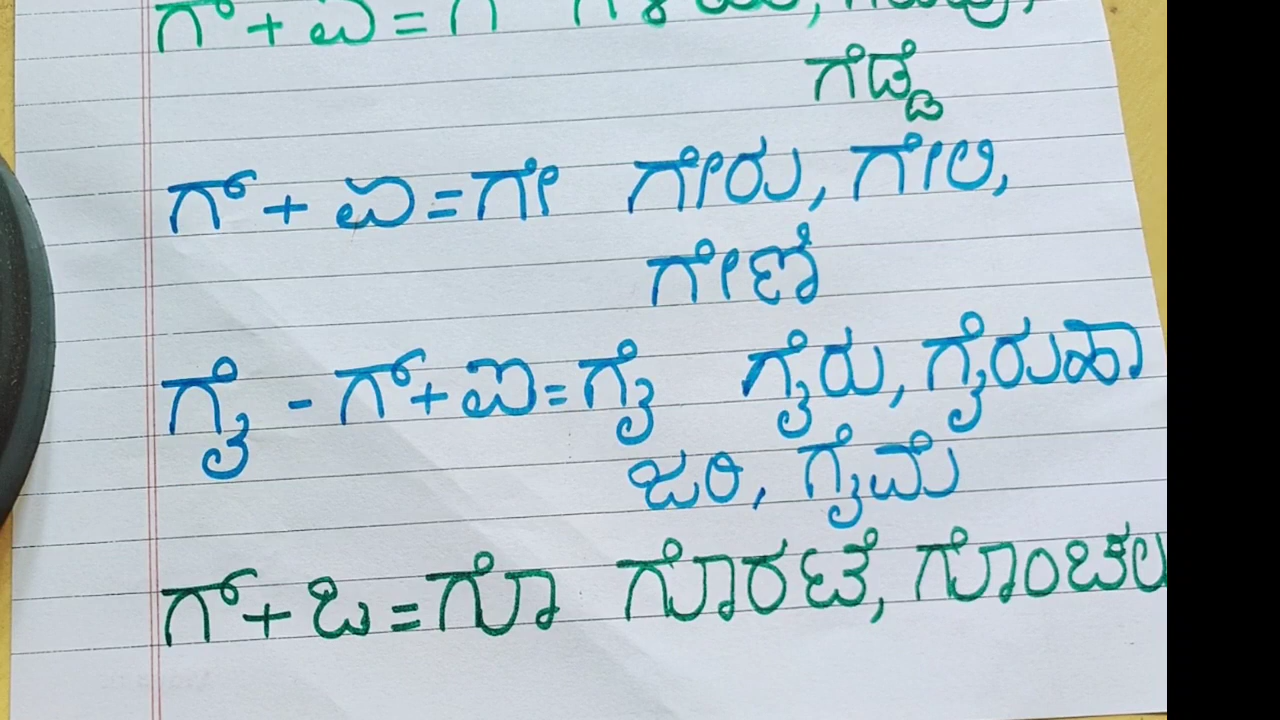 ಗ್ + ಎ = ಗೆ
ಗೆಡ್ಡೆ
ಗ್ + ಏ = ಗೇ ಗೇರು, ಗೇಲಿ,
ಗೇಣಿ
ಗೈ - ಗ್ + ಐ = ಗೈ ಗೈರು, ಗೈರುಹಾ
ಜರಿ, ಗೈಮೆ
ಗ್ + ಒ = ಗೊ ಗೊರಟೆ, ಗೊಂಚಲ